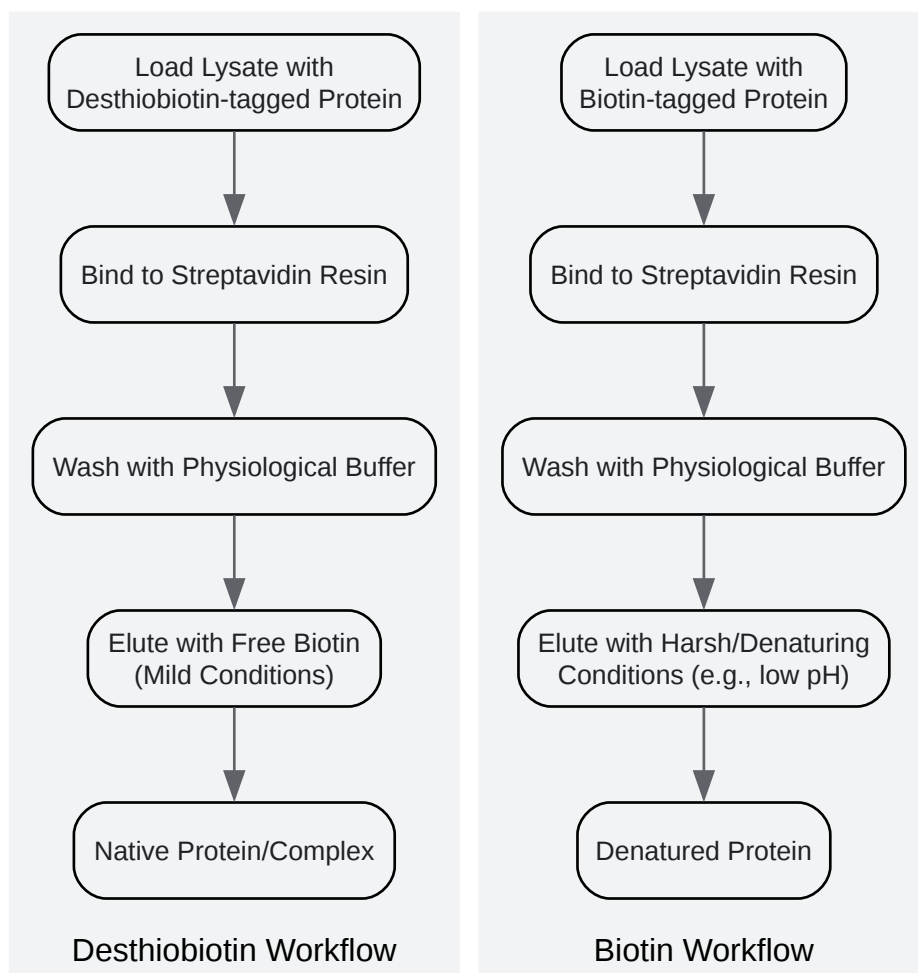 Load Lysate with
Desthiobiotin-tagged Protein
Bind to Streptavidin Resin
Wash with Physiological Buffer
Elute with Free Biotin
(Mild Conditions)
Native Protein/Complex
Desthiobiotin Workflow
Load Lysate with
Biotin-tagged Protein
Bind to Streptavidin Resin
Wash with Physiological Buffer
Elute with Harsh/Denaturing
Conditions (e.g., low pH)
Denatured Protein
Biotin Workflow